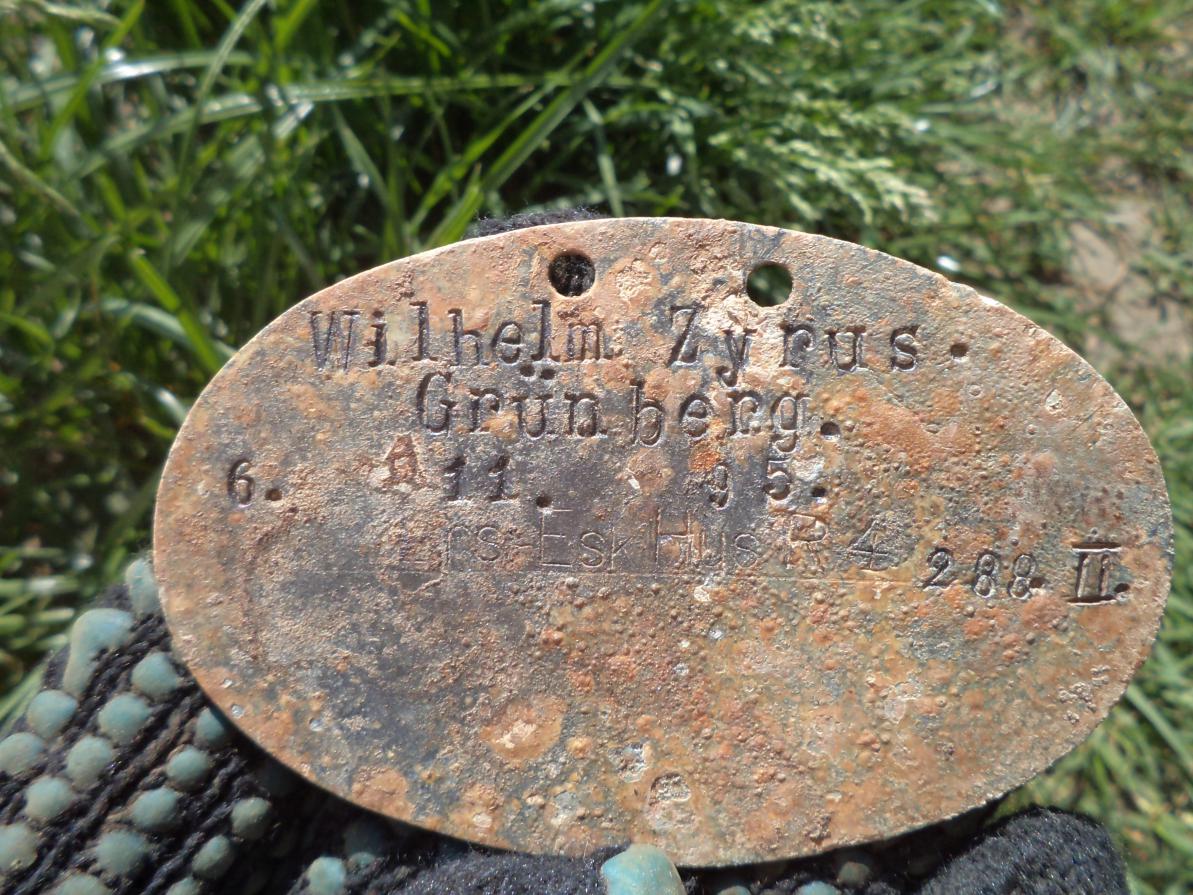 Wilhelm Zyrus.
Grünberg.
6. A 11. 95.
Ers-Esk Hus R 4 288 II.